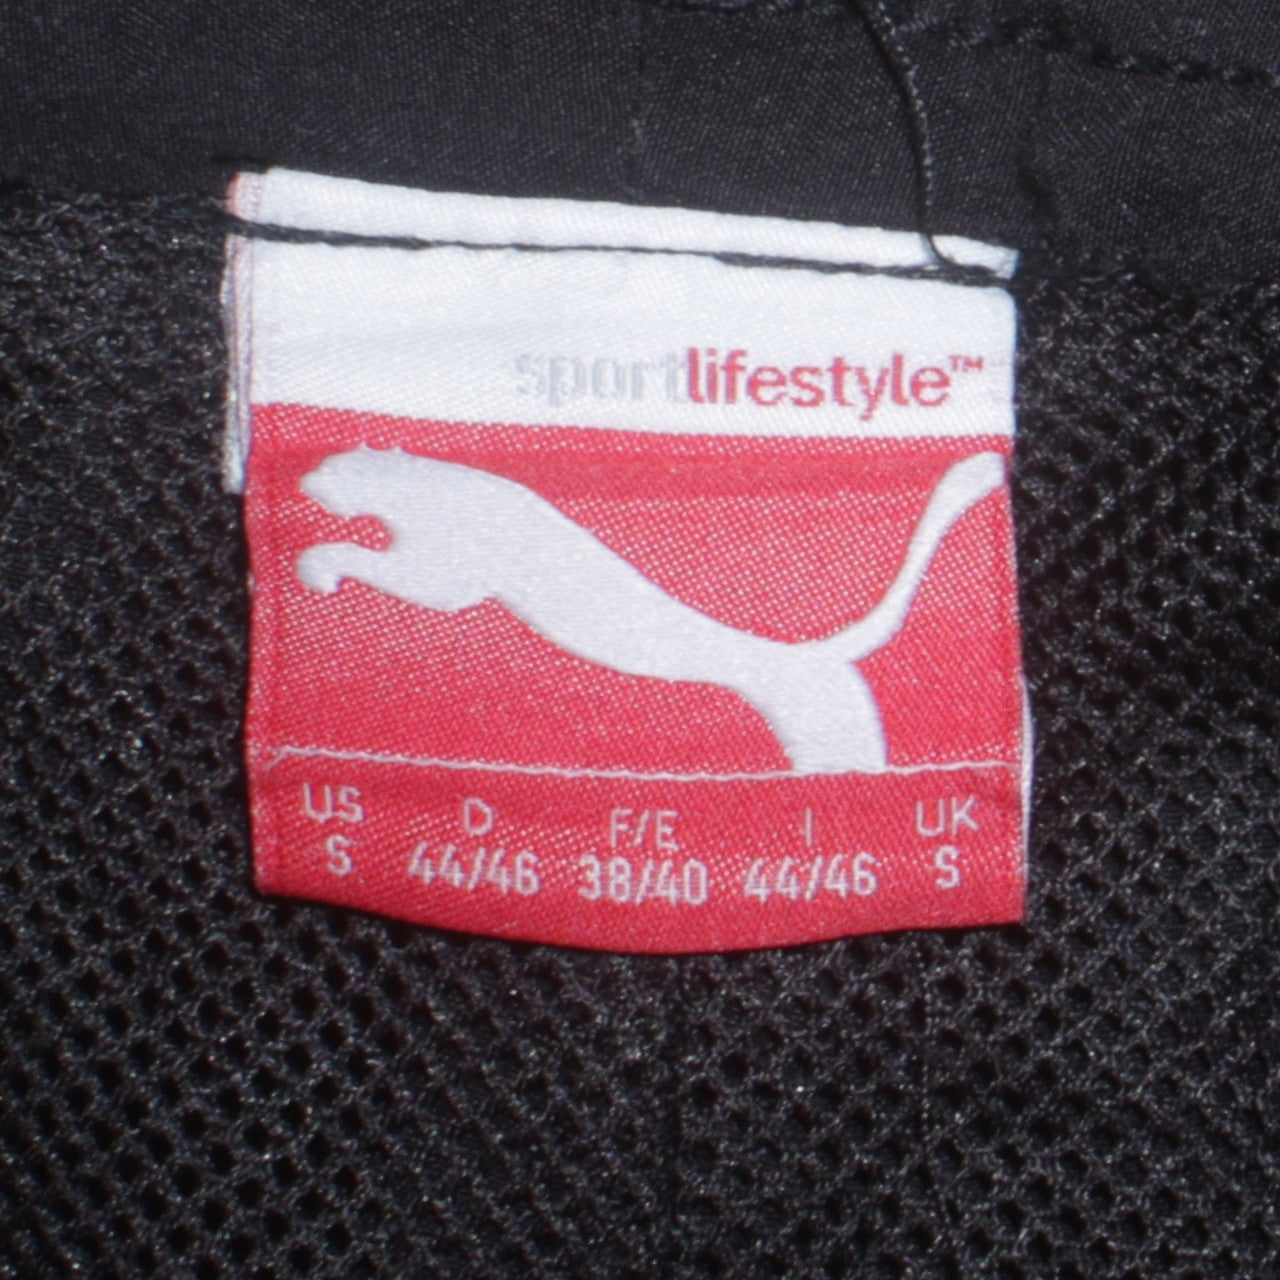 sportlifestyle™
US D F/E I UK
S 44/46 38/40 44/46 S